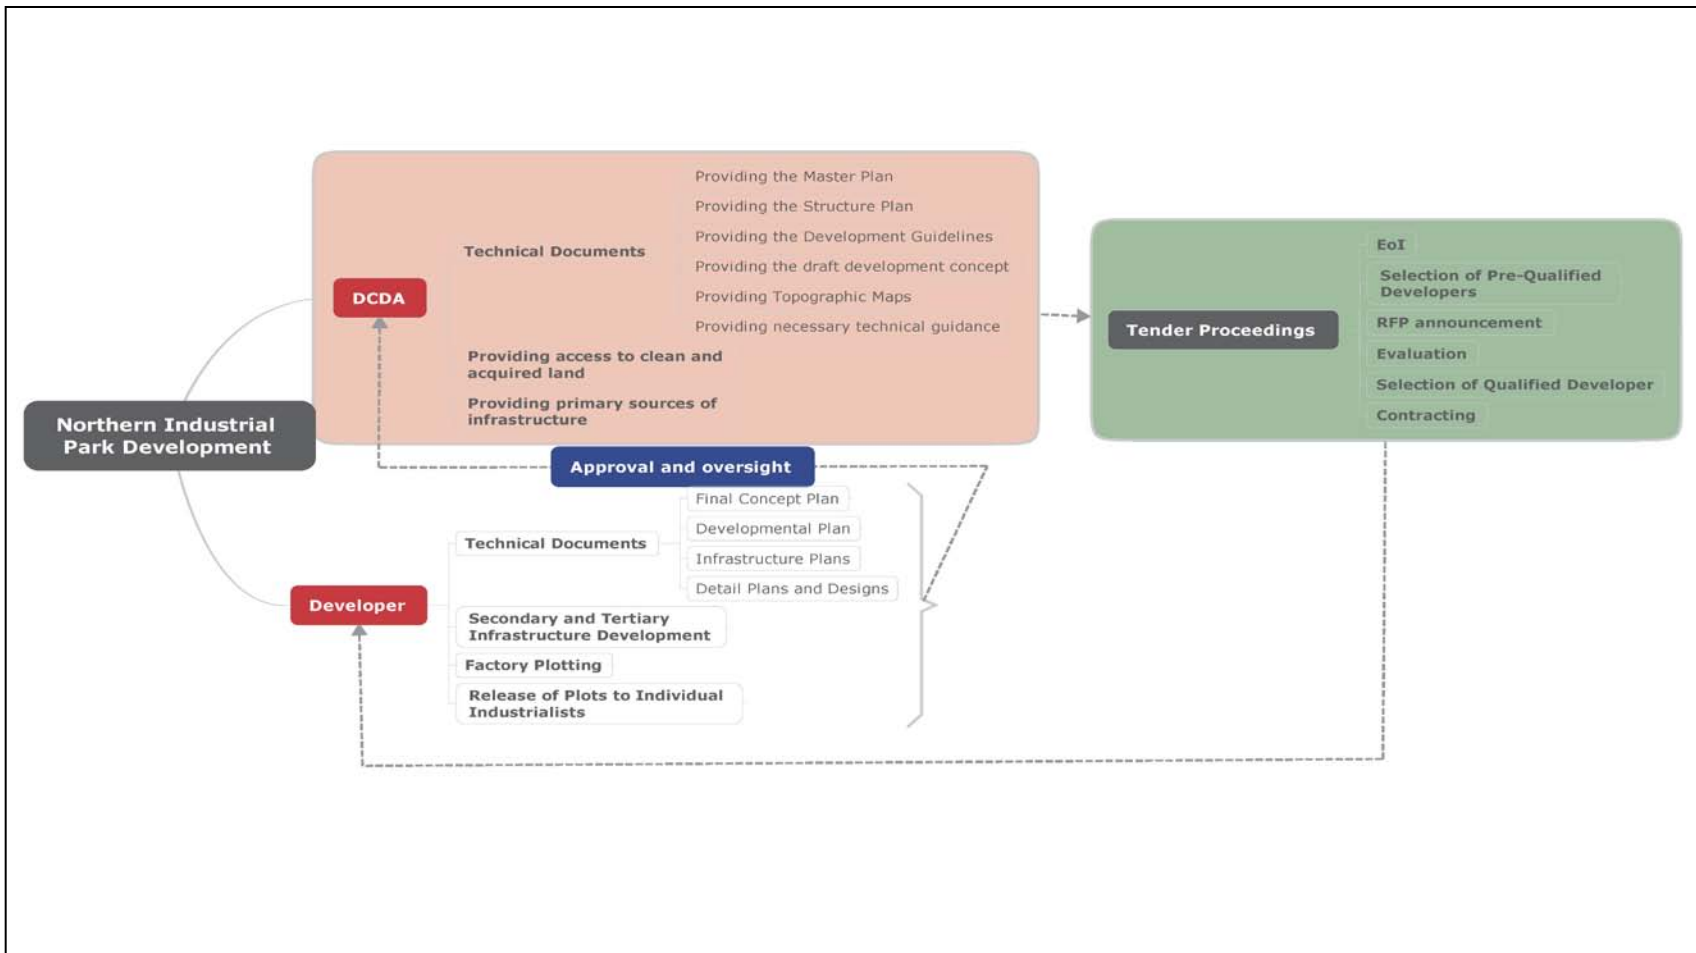 Northern Industrial
Park Development
DCDA
Technical Documents
Providing the Master Plan
Providing the Structure Plan
Providing the Development Guidelines
Providing the draft development concept
Providing Topographic Maps
Providing necessary technical guidance
Providing access to clean and
acquired land
Providing primary sources of
infrastructure
Tender Proceedings
EoI
Selection of Pre-Qualified
Developers
RFP announcement
Evaluation
Selection of Qualified Developer
Contracting
Approval and oversight
Developer
Technical Documents
Final Concept Plan
Developmental Plan
Infrastructure Plans
Detail Plans and Designs
Secondary and Tertiary
Infrastructure Development
Factory Plotting
Release of Plots to Individual
Industrialists